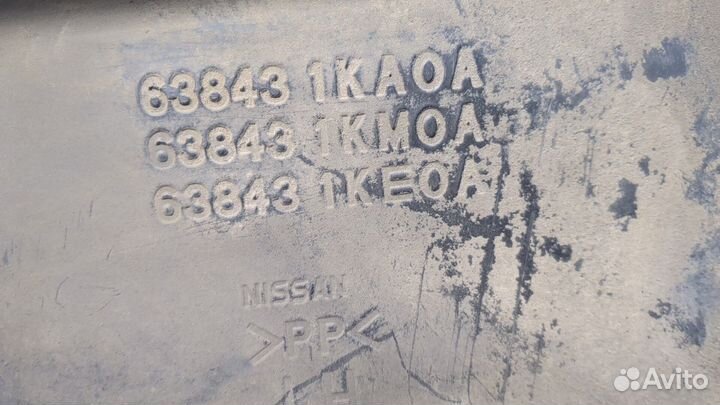 63843 1KA0A
63843 1KM0A
63843 1KE0A
NISSAN
>PP<
Avito